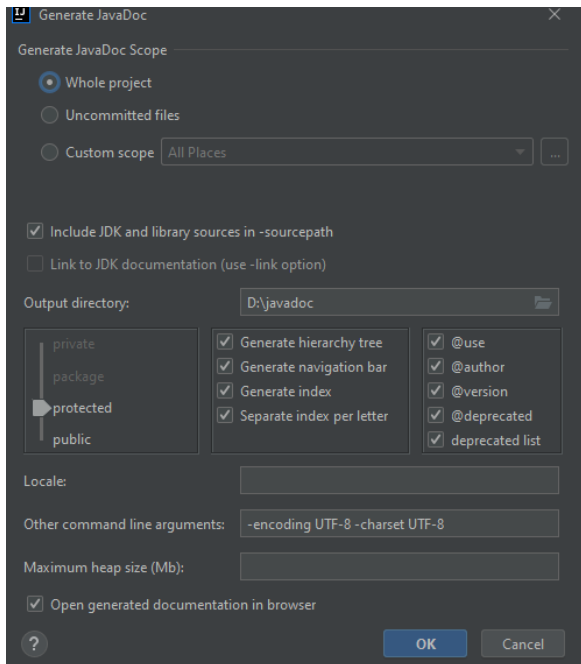 IJ Generate JavaDoc
Generate JavaDoc Scope
Whole project
Uncommitted files
Custom scope All Places ...
Include JDK and library sources in -sourcepath
Link to JDK documentation (use -link option)
Output directory: D:\javadoc
private
package
protected
public
Generate hierarchy tree
Generate navigation bar
Generate index
Separate index per letter
@use
@author
@version
@deprecated
deprecated list
Locale:
Other command line arguments: -encoding UTF-8 -charset UTF-8
Maximum heap size (Mb):
Open generated documentation in browser
? OK Cancel